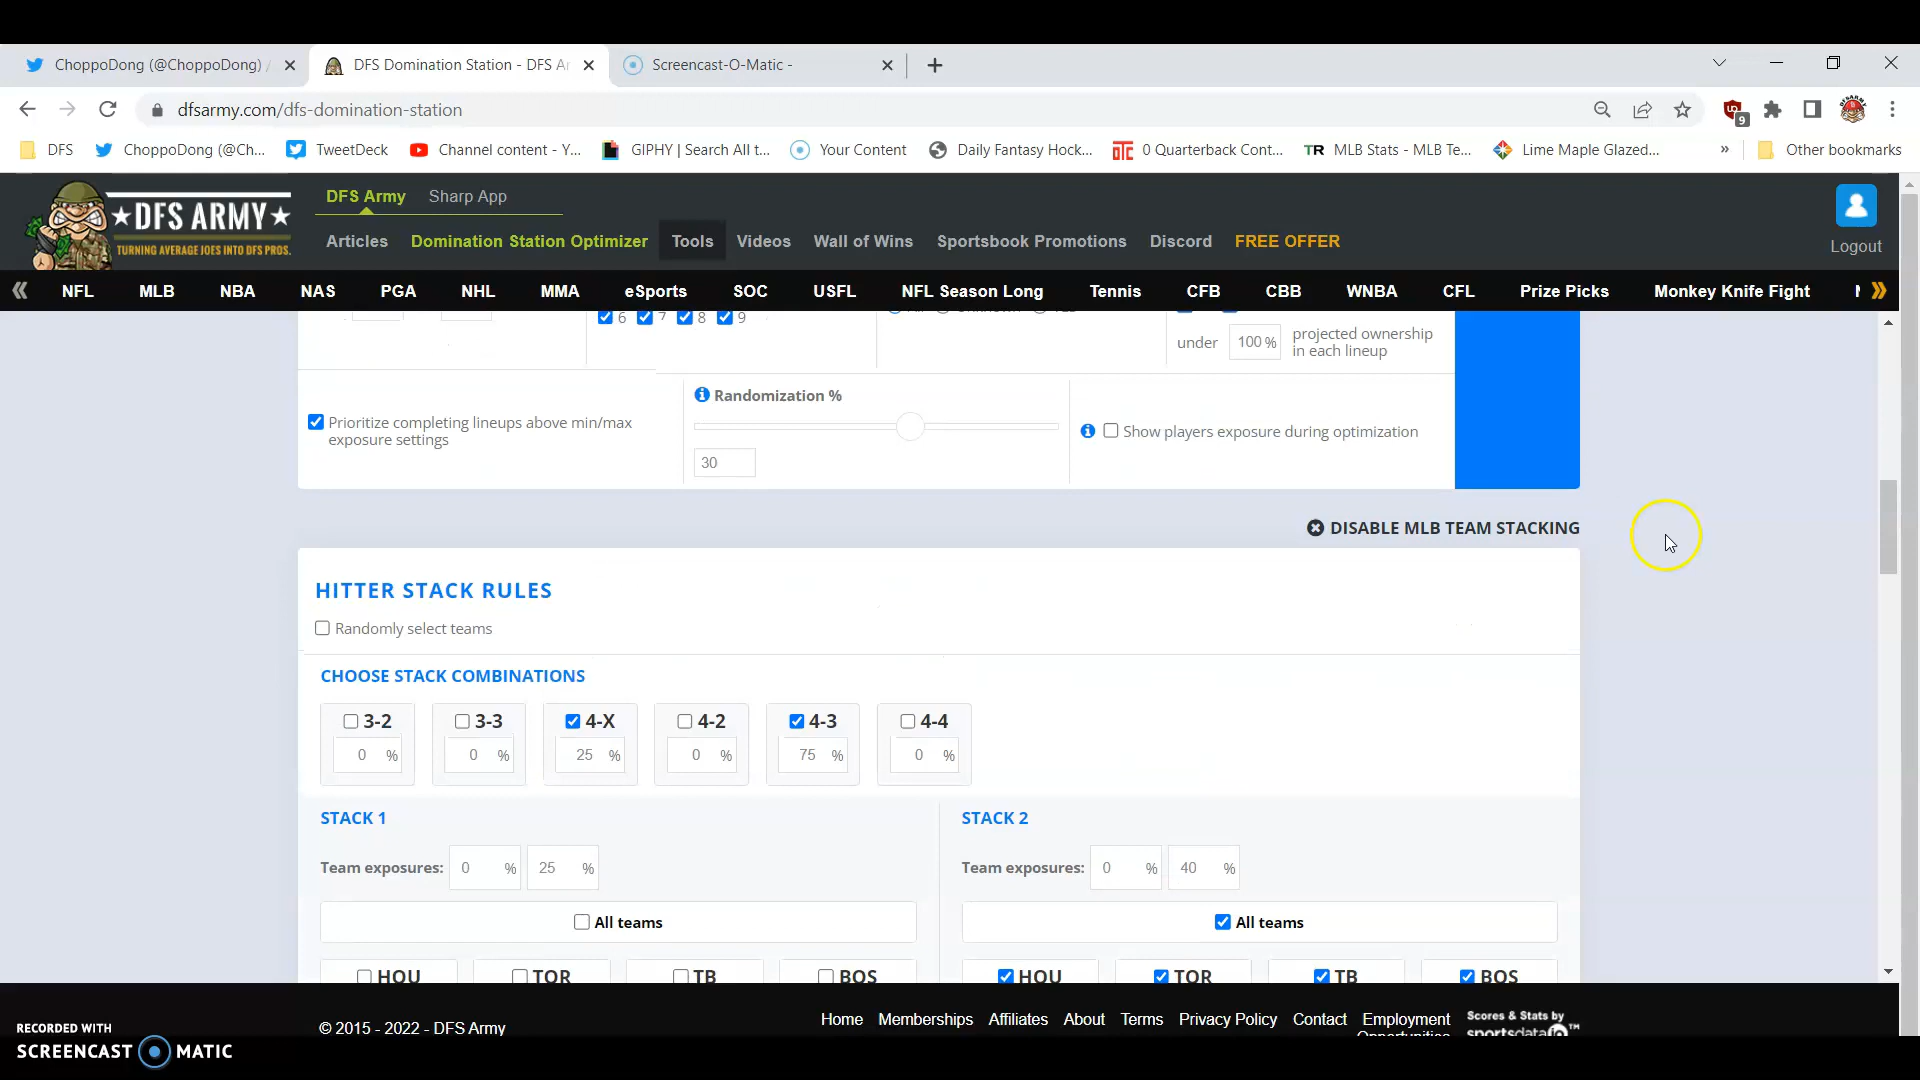 ChoppoDong (@ChoppoDong) /
DFS Domination Station - DFS Ar
Screencast-O-Matic -
dfsarmy.com/dfs-domination-station
9
DFS
ChoppoDong (@Ch...
TweetDeck
Channel content - Y...
GIPHY | Search All t...
Your Content
Daily Fantasy Hock...
0 Quarterback Cont...
TR MLB Stats - MLB Te...
Lime Maple Glazed...
»
Other bookmarks
DFS ARMY
TURNING AVERAGE JOES INTO DFS PROS.
DFS Army
Sharp App
Articles
Domination Station Optimizer
Tools
Videos
Wall of Wins
Sportsbook Promotions
Discord
FREE OFFER
Logout
NFL
MLB
NBA
NAS
PGA
NHL
MMA
eSports
SOC
USFL
NFL Season Long
Tennis
CFB
CBB
WNBA
CFL
Prize Picks
Monkey Knife Fight
6 7 8 9
under 100 % projected ownership
in each lineup
Prioritize completing lineups above min/max
exposure settings
Randomization %
30
Show players exposure during optimization
DISABLE MLB TEAM STACKING
HITTER STACK RULES
Randomly select teams
CHOOSE STACK COMBINATIONS
3-2
0 %
3-3
0 %
4-X
25 %
4-2
0 %
4-3
75 %
4-4
0 %
STACK 1
Team exposures: 0 % 25 %
All teams
HOU
TOR
TB
BOS
STACK 2
Team exposures: 0 % 40 %
All teams
HOU
TOR
TB
BOS
© 2015 - 2022 - DFS Army
Home
Memberships
Affiliates
About
Terms
Privacy Policy
Contact
Employment
Opportunities
Scores & Stats by
sportsdata
RECORDED WITH
SCREENCAST MATIC